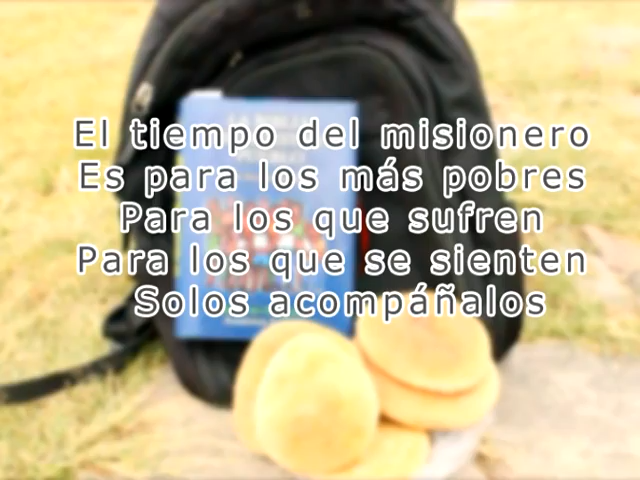 El tiempo del misionero
Es para los más pobres
Para los que sufren
Para los que se sienten
Solos acompáñalos